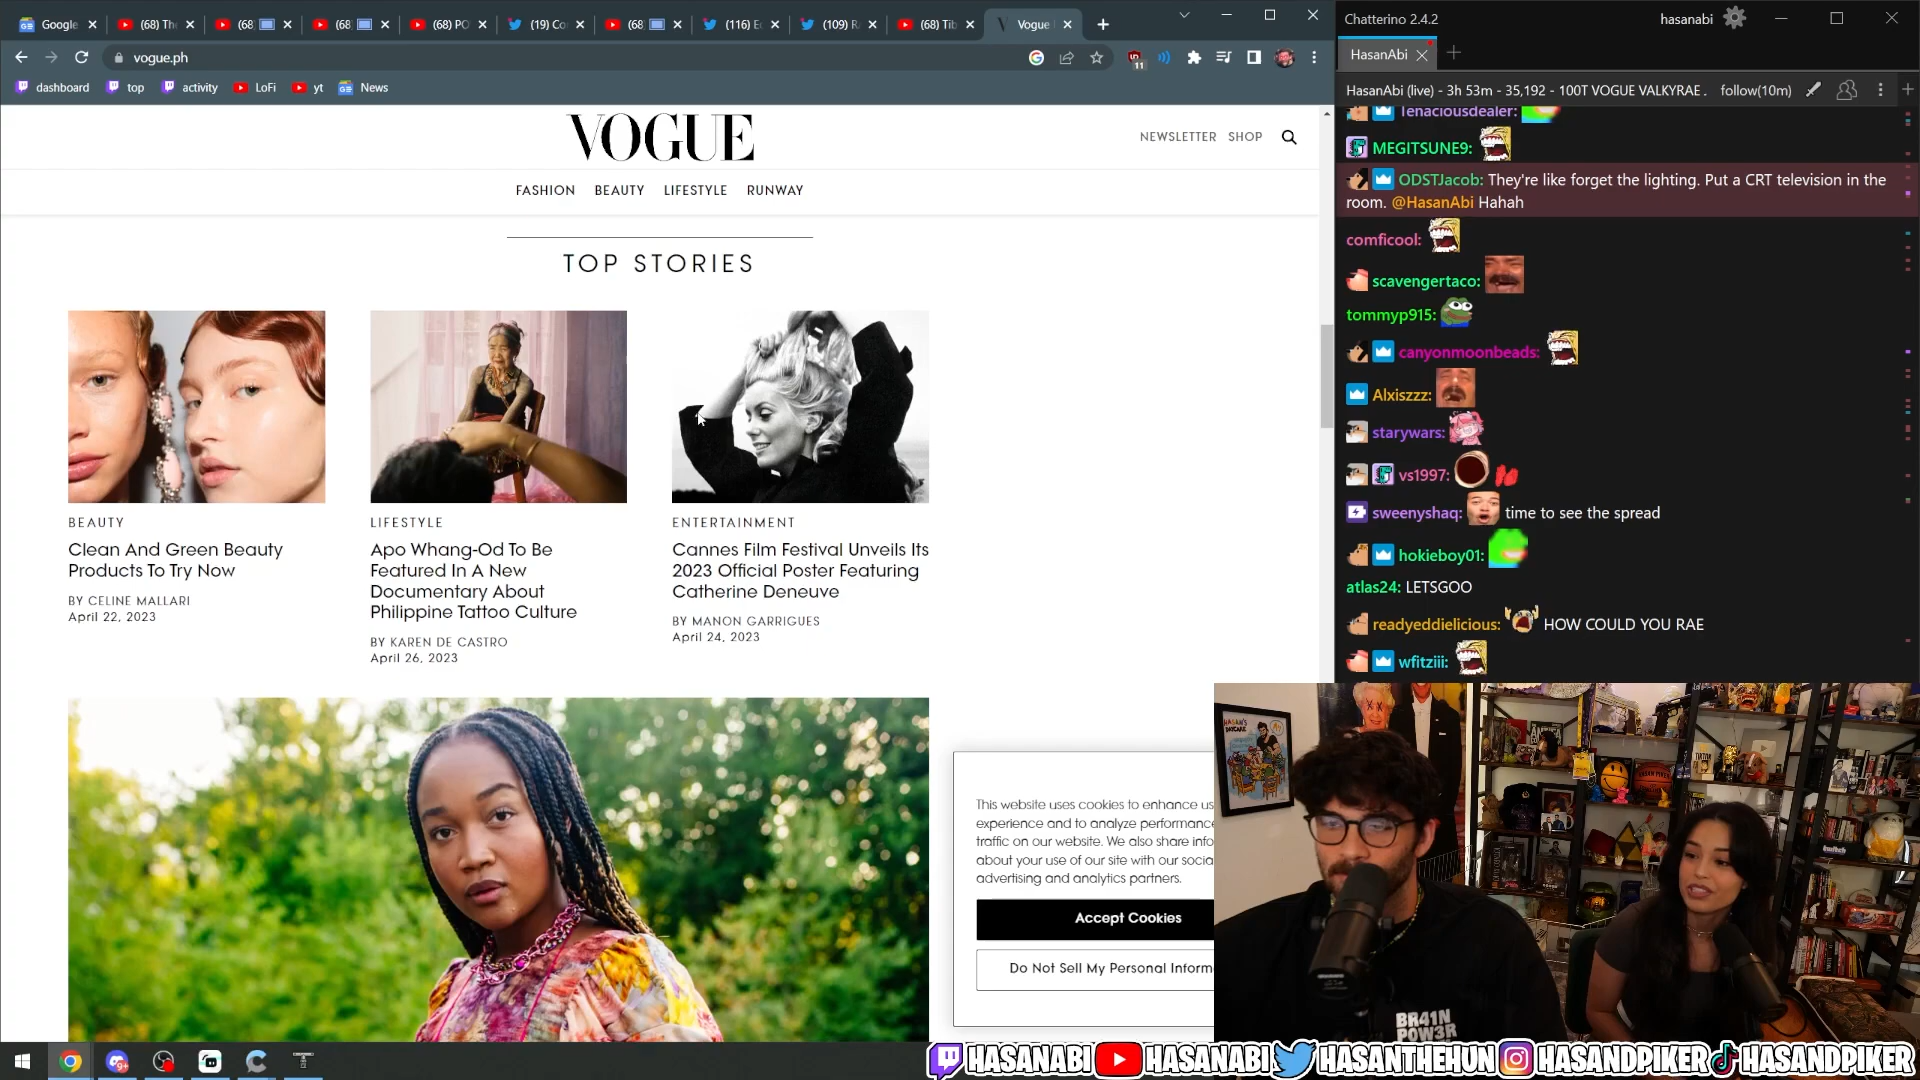 Google
(68) Th
(68)
(68)
(68) PO
(19) Co
(68)
(116) E
(109) R
(68) Tib
Vogue
vogue.ph
11
dashboard
top
activity
LoFi
yt
News
VOGUE
NEWSLETTER SHOP
FASHION BEAUTY LIFESTYLE RUNWAY
TOP STORIES
BEAUTY
Clean And Green Beauty
Products To Try Now
BY CELINE MALLARI
April 22, 2023
LIFESTYLE
Apo Whang-Od To Be
Featured In A New
Documentary About
Philippine Tattoo Culture
BY KAREN DE CASTRO
April 26, 2023
ENTERTAINMENT
Cannes Film Festival Unveils Its
2023 Official Poster Featuring
Catherine Deneuve
BY MANON GARRIGUES
April 24, 2023
This website uses cookies to enhance us
experience and to analyze performance
traffic on our website. We also share info
about your use of our site with our socia
advertising and analytics partners.
Accept Cookies
Do Not Sell My Personal Inform
Chatterino 2.4.2
hasanabi
HasanAbi
HasanAbi (live) - 3h 53m - 35,192 - 100T VOGUE VALKYRAE . follow(10m)
Tenaciousdealer:
MEGITSUNE9:
ODSTJacob: They're like forget the lighting. Put a CRT television in the
room. @HasanAbi Hahah
comficool:
scavengertaco:
tommyp915:
canyonmoonbeads:
Alxiszzz:
starywars:
vs1997:
sweenyshaq: time to see the spread
hokieboy01:
atlas24: LETSGOO
readyeddielicious: HOW COULD YOU RAE
wfitziii:
BR41N
POW3R
HASANABI HASANABI HASANTHEHUN HASANDPIKER HASANDPIKER